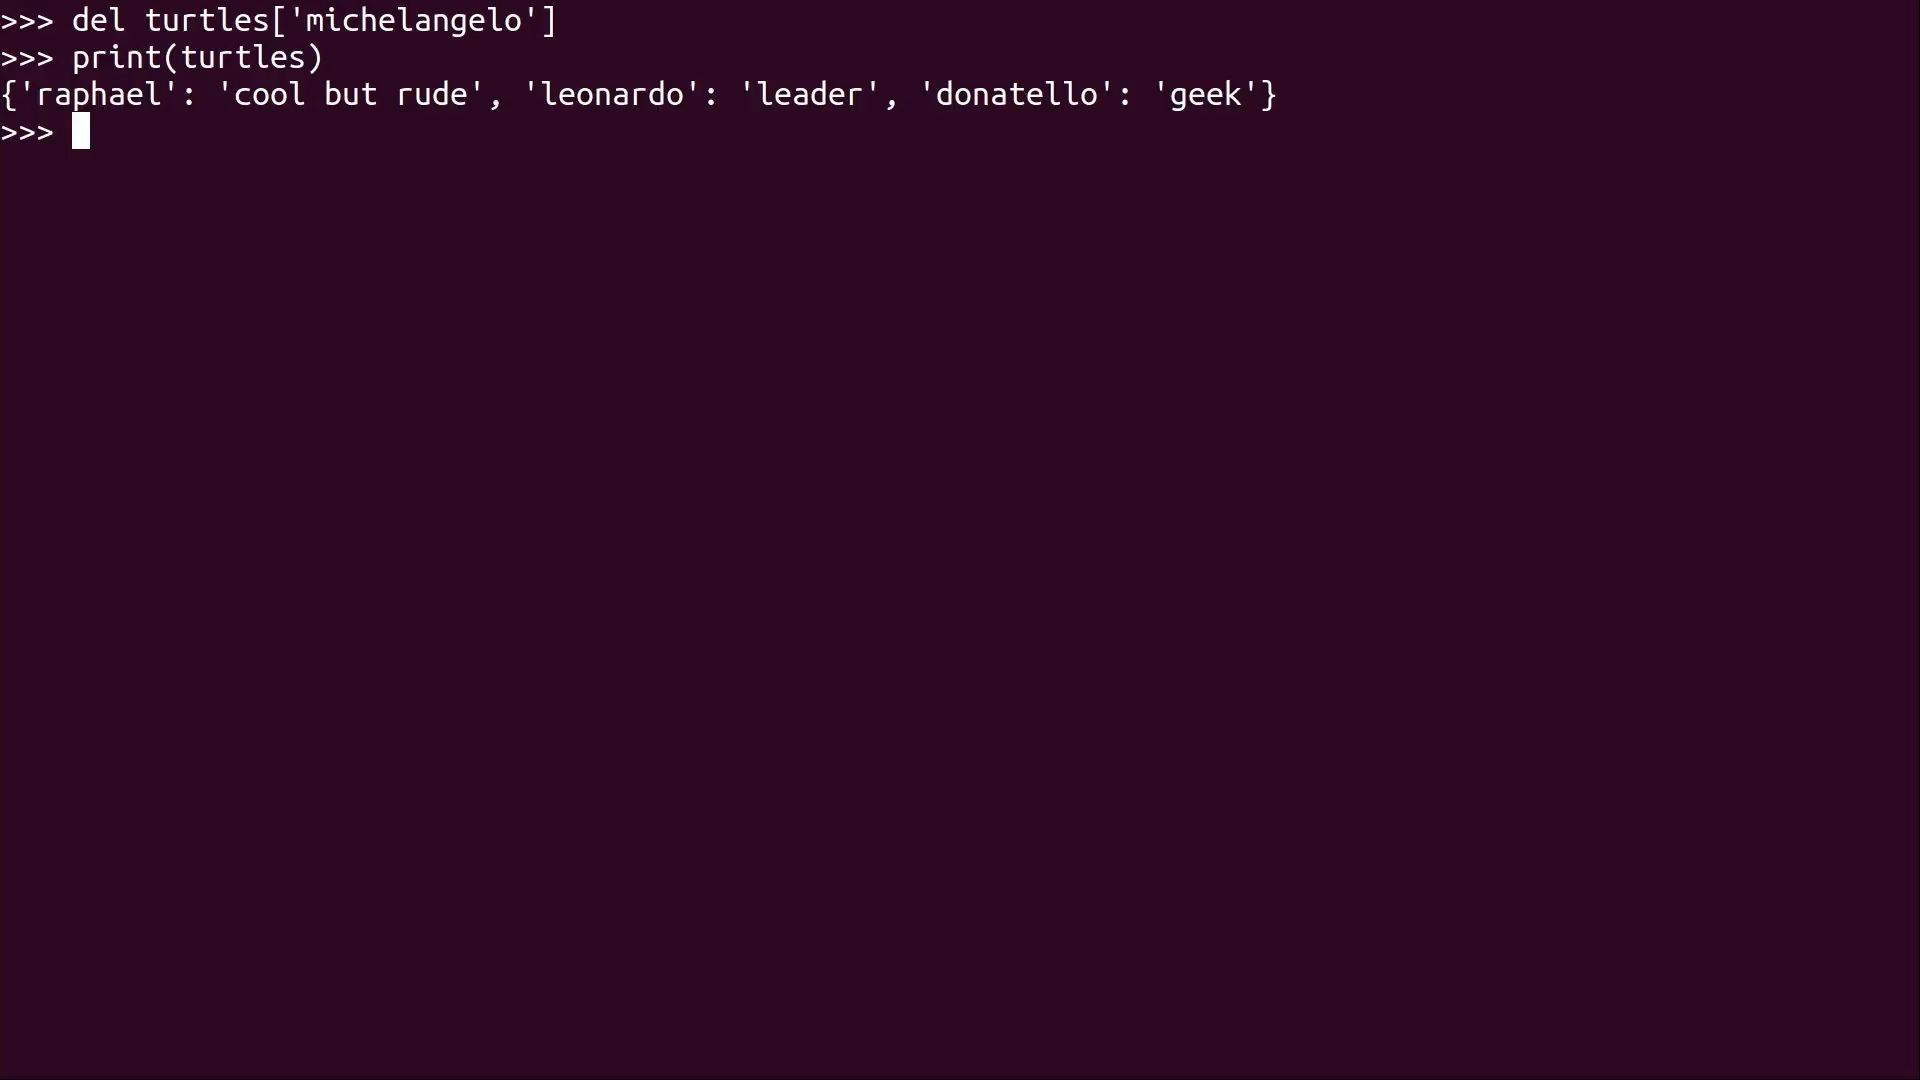 >>> del turtles['michelangelo']
>>> print(turtles)
{'raphael': 'cool but rude', 'leonardo': 'leader', 'donatello': 'geek'}
>>>